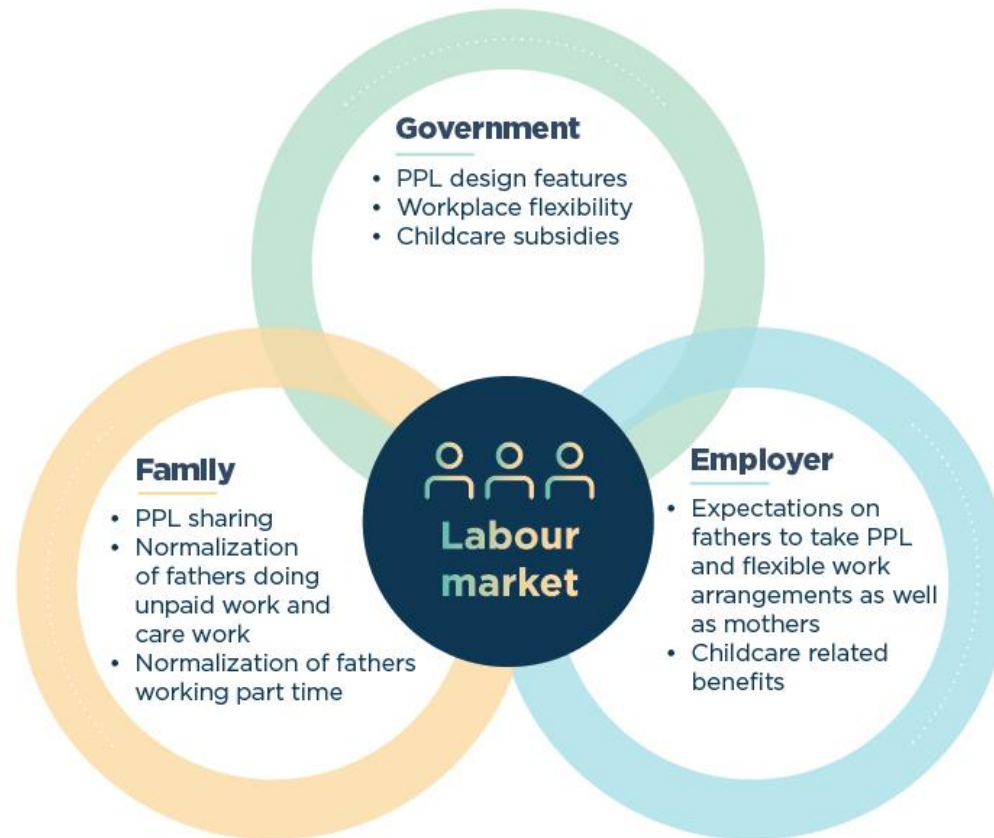 Government
• PPL design features
• Workplace flexibility
• Childcare subsidies
Family
• PPL sharing
• Normalization
of fathers doing
unpaid work and
care work
• Normalization of fathers
working part time
Labour
market
Employer
• Expectations on
fathers to take PPL
and flexible work
arrangements as well
as mothers
• Childcare related
benefits